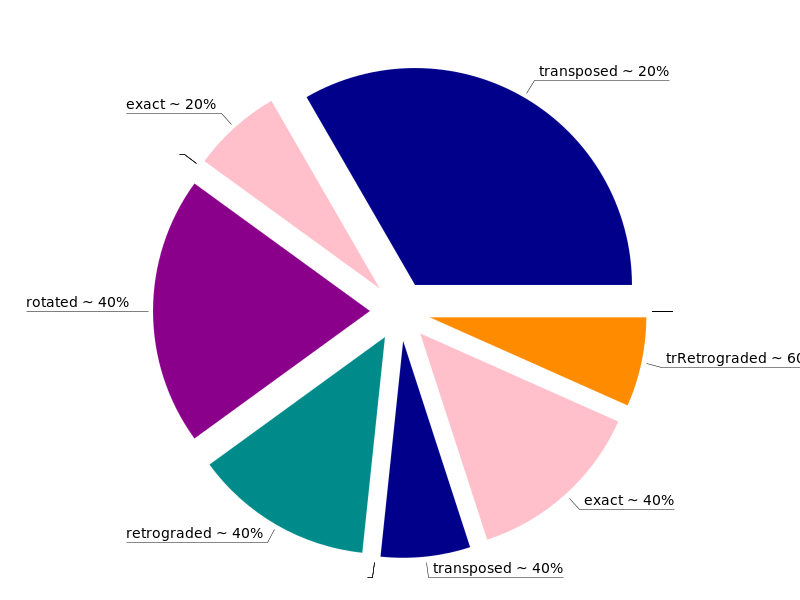 transposed ~ 20%
exact ~ 20%
rotated ~ 40%
trRetrograded ~ 60
exact ~ 40%
retrograded ~ 40%
transposed ~ 40%